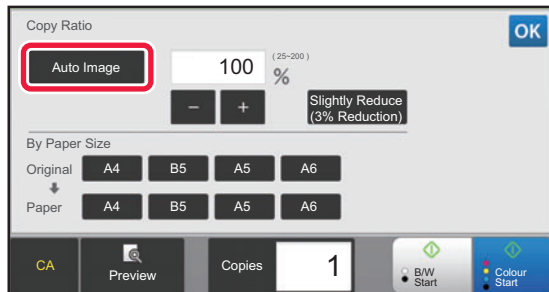 Copy Ratio
OK
Auto Image
100
(25~200)
%
−
+
Slightly Reduce
(3% Reduction)
By Paper Size
Original
A4
B5
A5
A6
Paper
A4
B5
A5
A6
CA
Preview
Copies
1
B/W
Start
Colour
Start